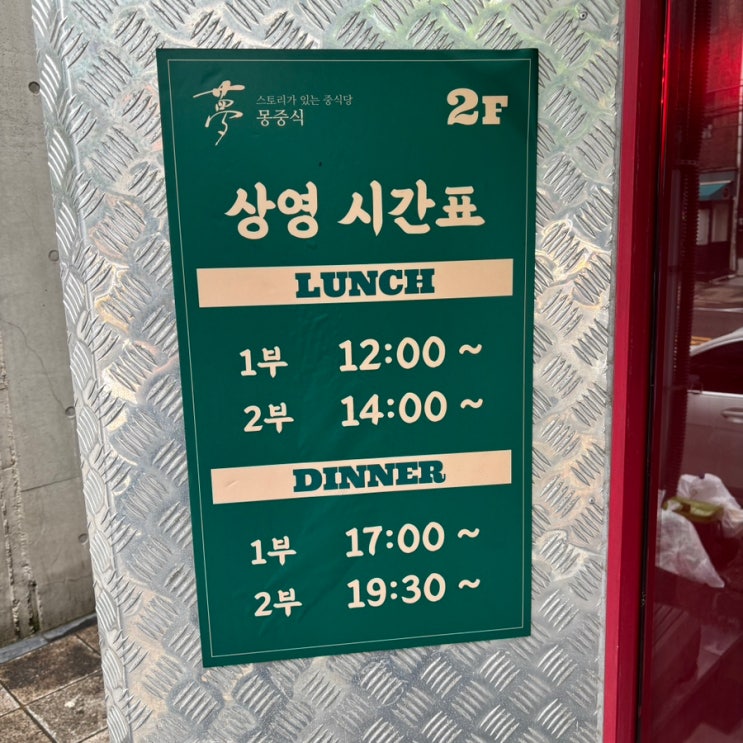 夢 스토리가 있는 중식당
몽중식
2F
상영 시간표
LUNCH
1부 12:00 ~
2부 14:00 ~
DINNER
1부 17:00 ~
2부 19:30 ~